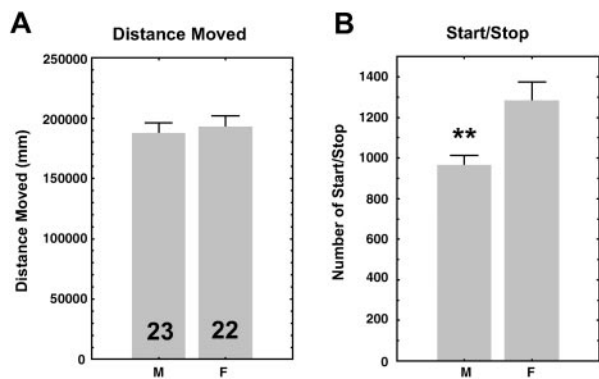 A
Distance Moved
Distance Moved (mm)
250000
200000
150000
100000
50000
0
23
22
M
F
B
Start/Stop
Number of Start/Stop
1400
1200
1000
800
600
400
200
0
**
M
F